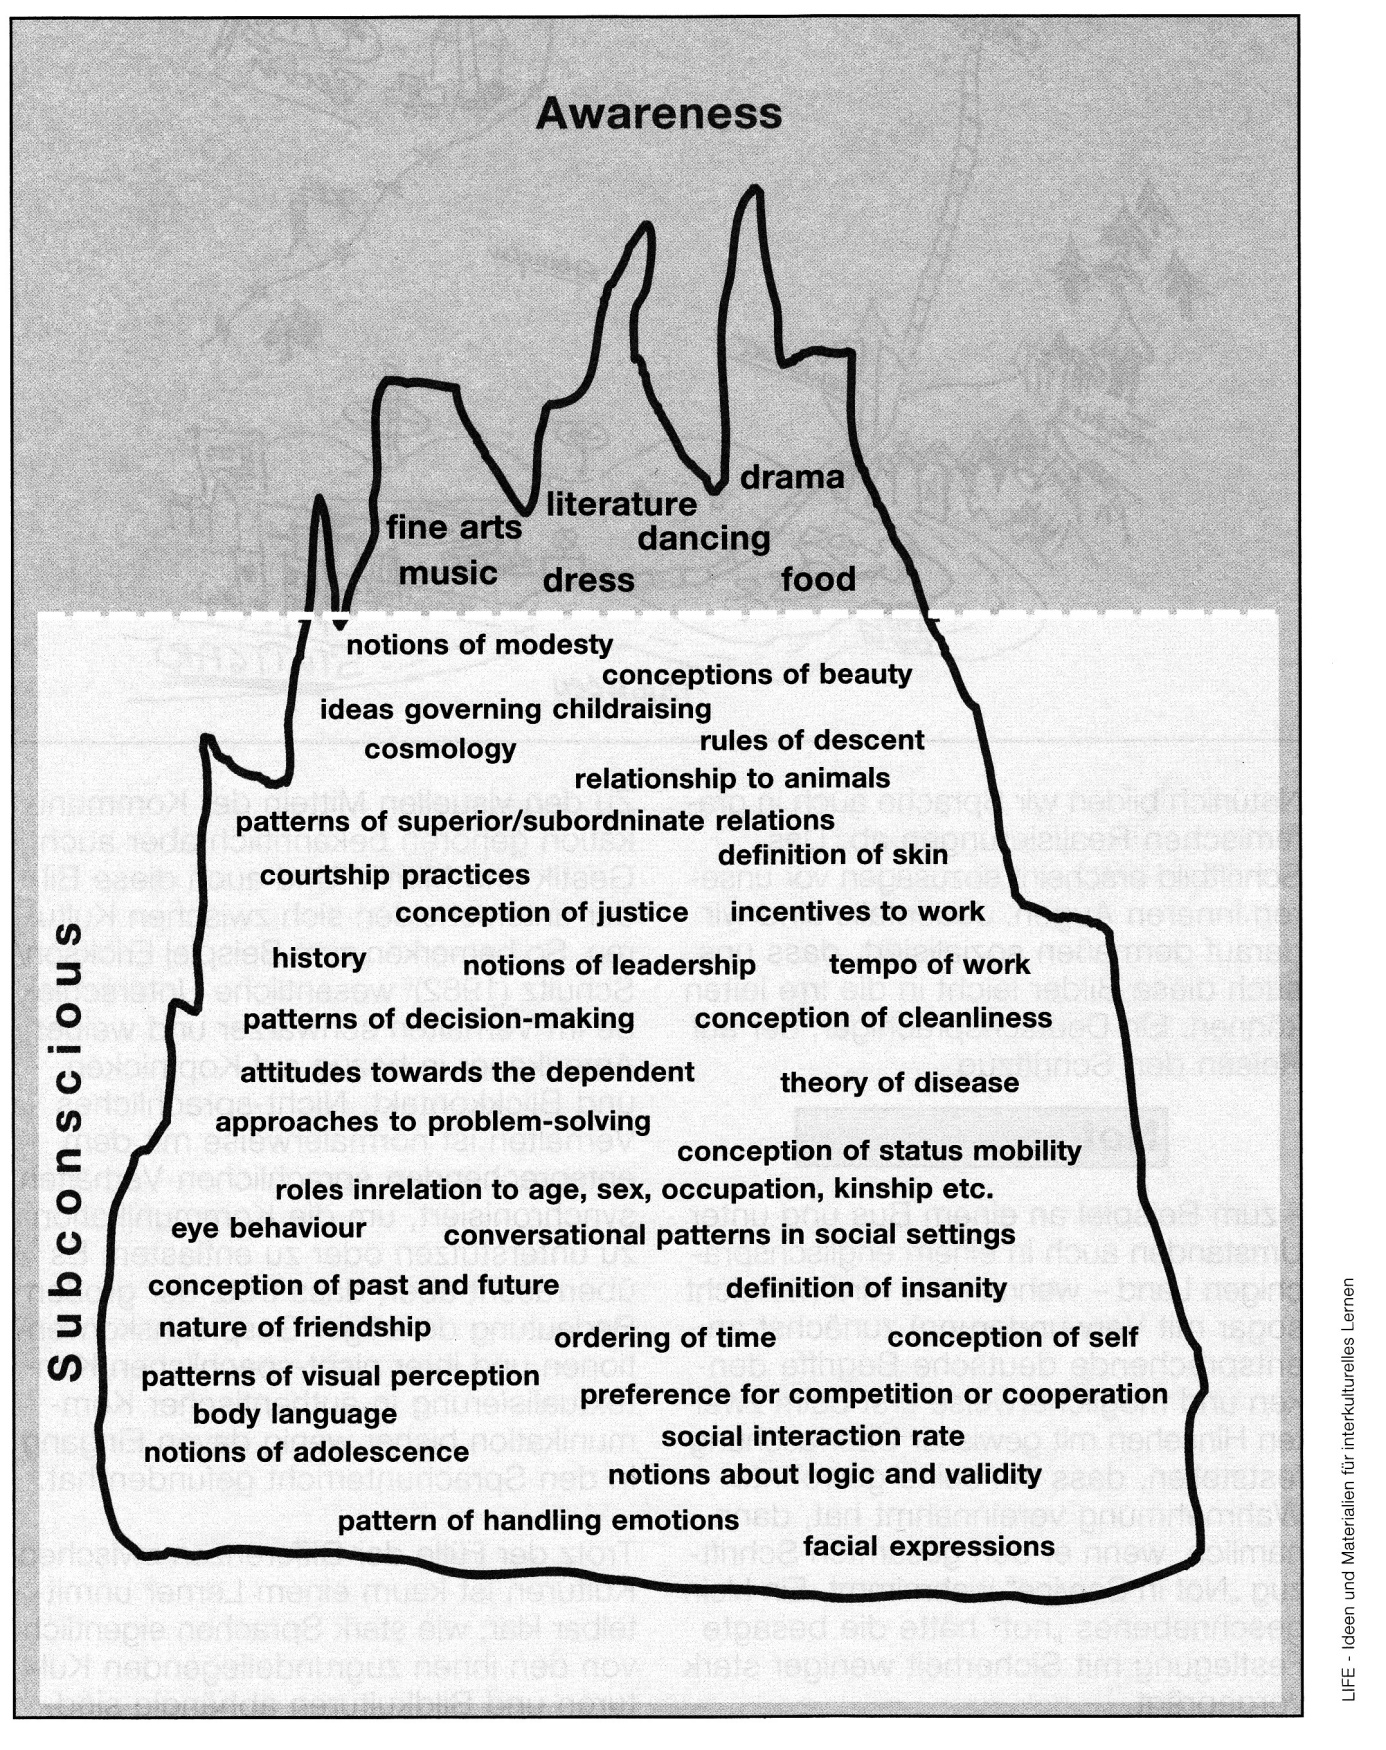 Awareness
drama
literature
fine arts
dancing
music
dress
food
notions of modesty
conceptions of beauty
ideas governing childraising
rules of descent
cosmology
relationship to animals
patterns of superior/subordninate relations
definition of skin
courtship practices
conception of justice
incentives to work
history
notions of leadership
tempo of work
patterns of decision-making
conception of cleanliness
attitudes towards the dependent
theory of disease
approaches to problem-solving
conception of status mobility
roles inrelation to age, sex, occupation, kinship etc.
eye behaviour
conversational patterns in social settings
conception of past and future
definition of insanity
nature of friendship
ordering of time
conception of self
patterns of visual perception
preference for competition or cooperation
body language
social interaction rate
notions of adolescence
notions about logic and validity
pattern of handling emotions
facial expressions
Subconscious
LIFE - Ideen und Materialien für interkulturelles Lernen